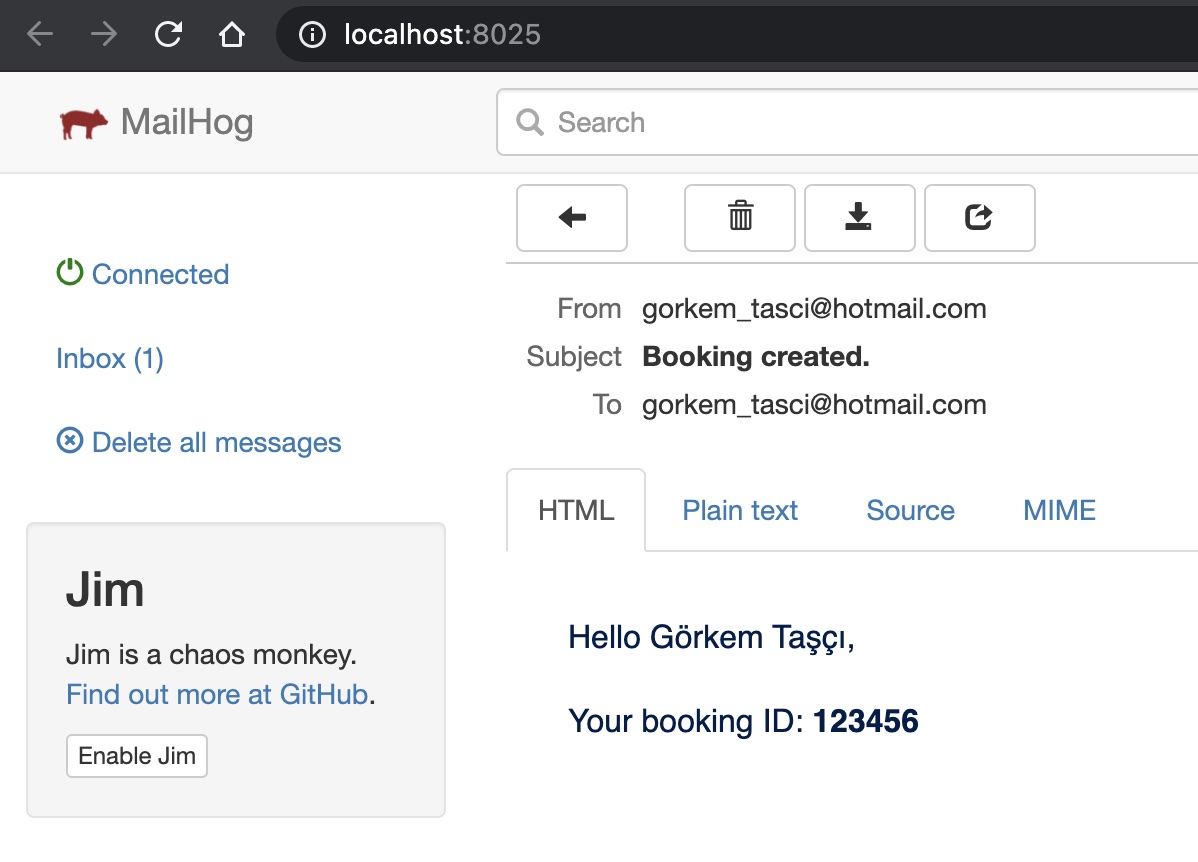 localhost:8025
MailHog
Search
Connected
Inbox (1)
Delete all messages
Jim
Jim is a chaos monkey.
Find out more at GitHub.
Enable Jim
From gorkem_tasci@hotmail.com
Subject Booking created.
To gorkem_tasci@hotmail.com
HTML Plain text Source MIME
Hello Görkem Taşçı,
Your booking ID: 123456